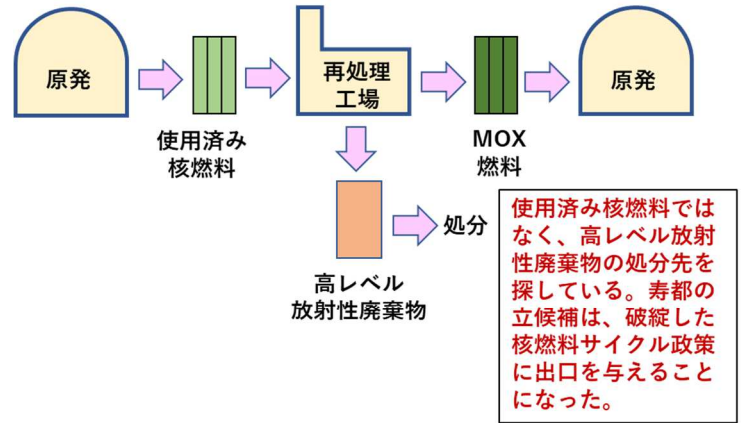 原発
使用済み
核燃料
再処理
工場
MOX
燃料
原発
高レベル
放射性廃棄物
処分
使用済み核燃料では
なく、高レベル放射
性廃棄物の処分先を
探している。寿都の
立候補は、破綻した
核燃料サイクル政策
に出口を与えること
になった。